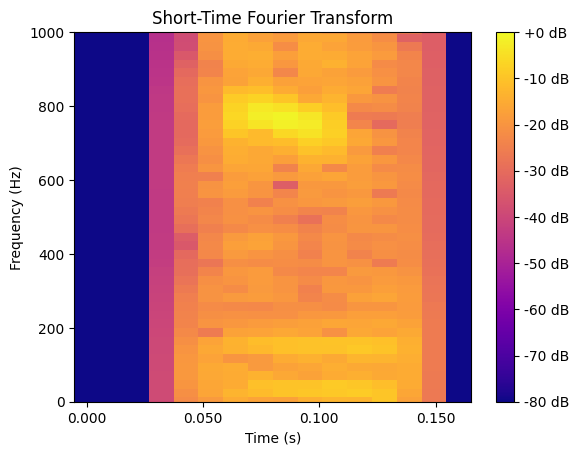 Short-Time Fourier Transform
1000
800
600
400
200
0
Frequency (Hz)
0.000
0.050
0.100
0.150
Time (s)
+0 dB
-10 dB
-20 dB
-30 dB
-40 dB
-50 dB
-60 dB
-70 dB
-80 dB